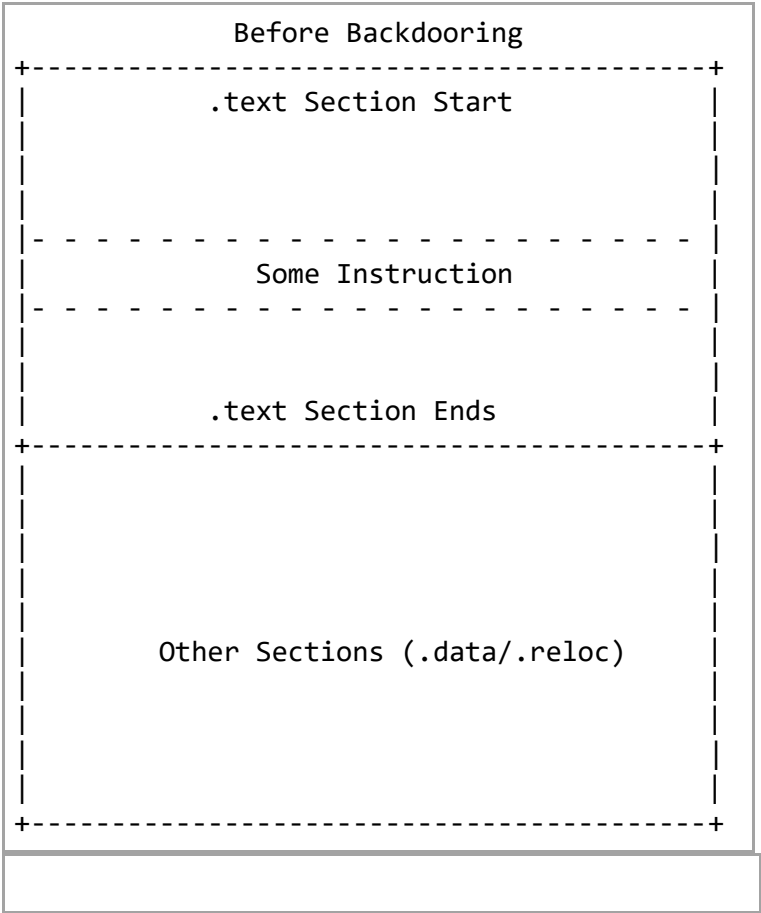 Before Backdooring
+------------------------------------------+
| .text Section Start |
|- - - - - - - - - - - - - - - - - - - - - |
| Some Instruction |
|- - - - - - - - - - - - - - - - - - - - - |
| .text Section Ends |
+------------------------------------------+
| Other Sections (.data/.reloc) |
+------------------------------------------+